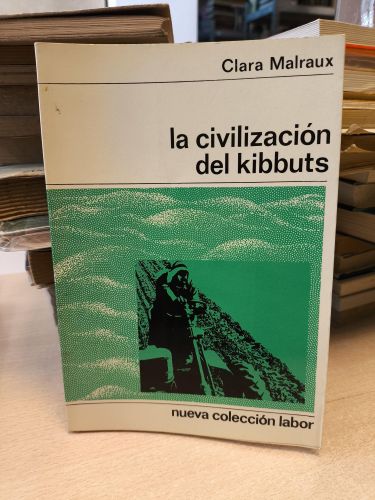 Clara Malraux
la civilización
del kibbuts
nueva colección labor